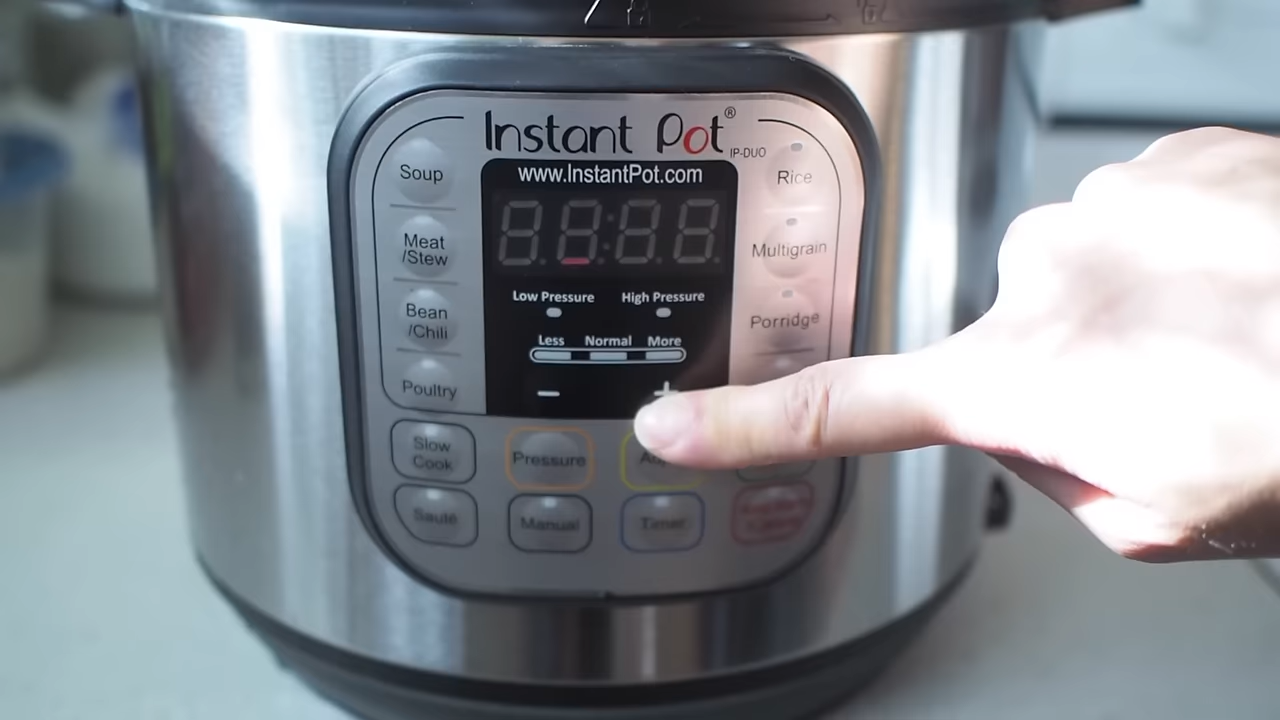 Instant Pot®
IP-DUO
www.InstantPot.com
Soup
Meat
/Stew
Bean
/Chili
Poultry
Low Pressure High Pressure
Less Normal More
− +
Rice
Multigrain
Porridge
Slow
Cook
Pressure
Sauté
Manual
Timer